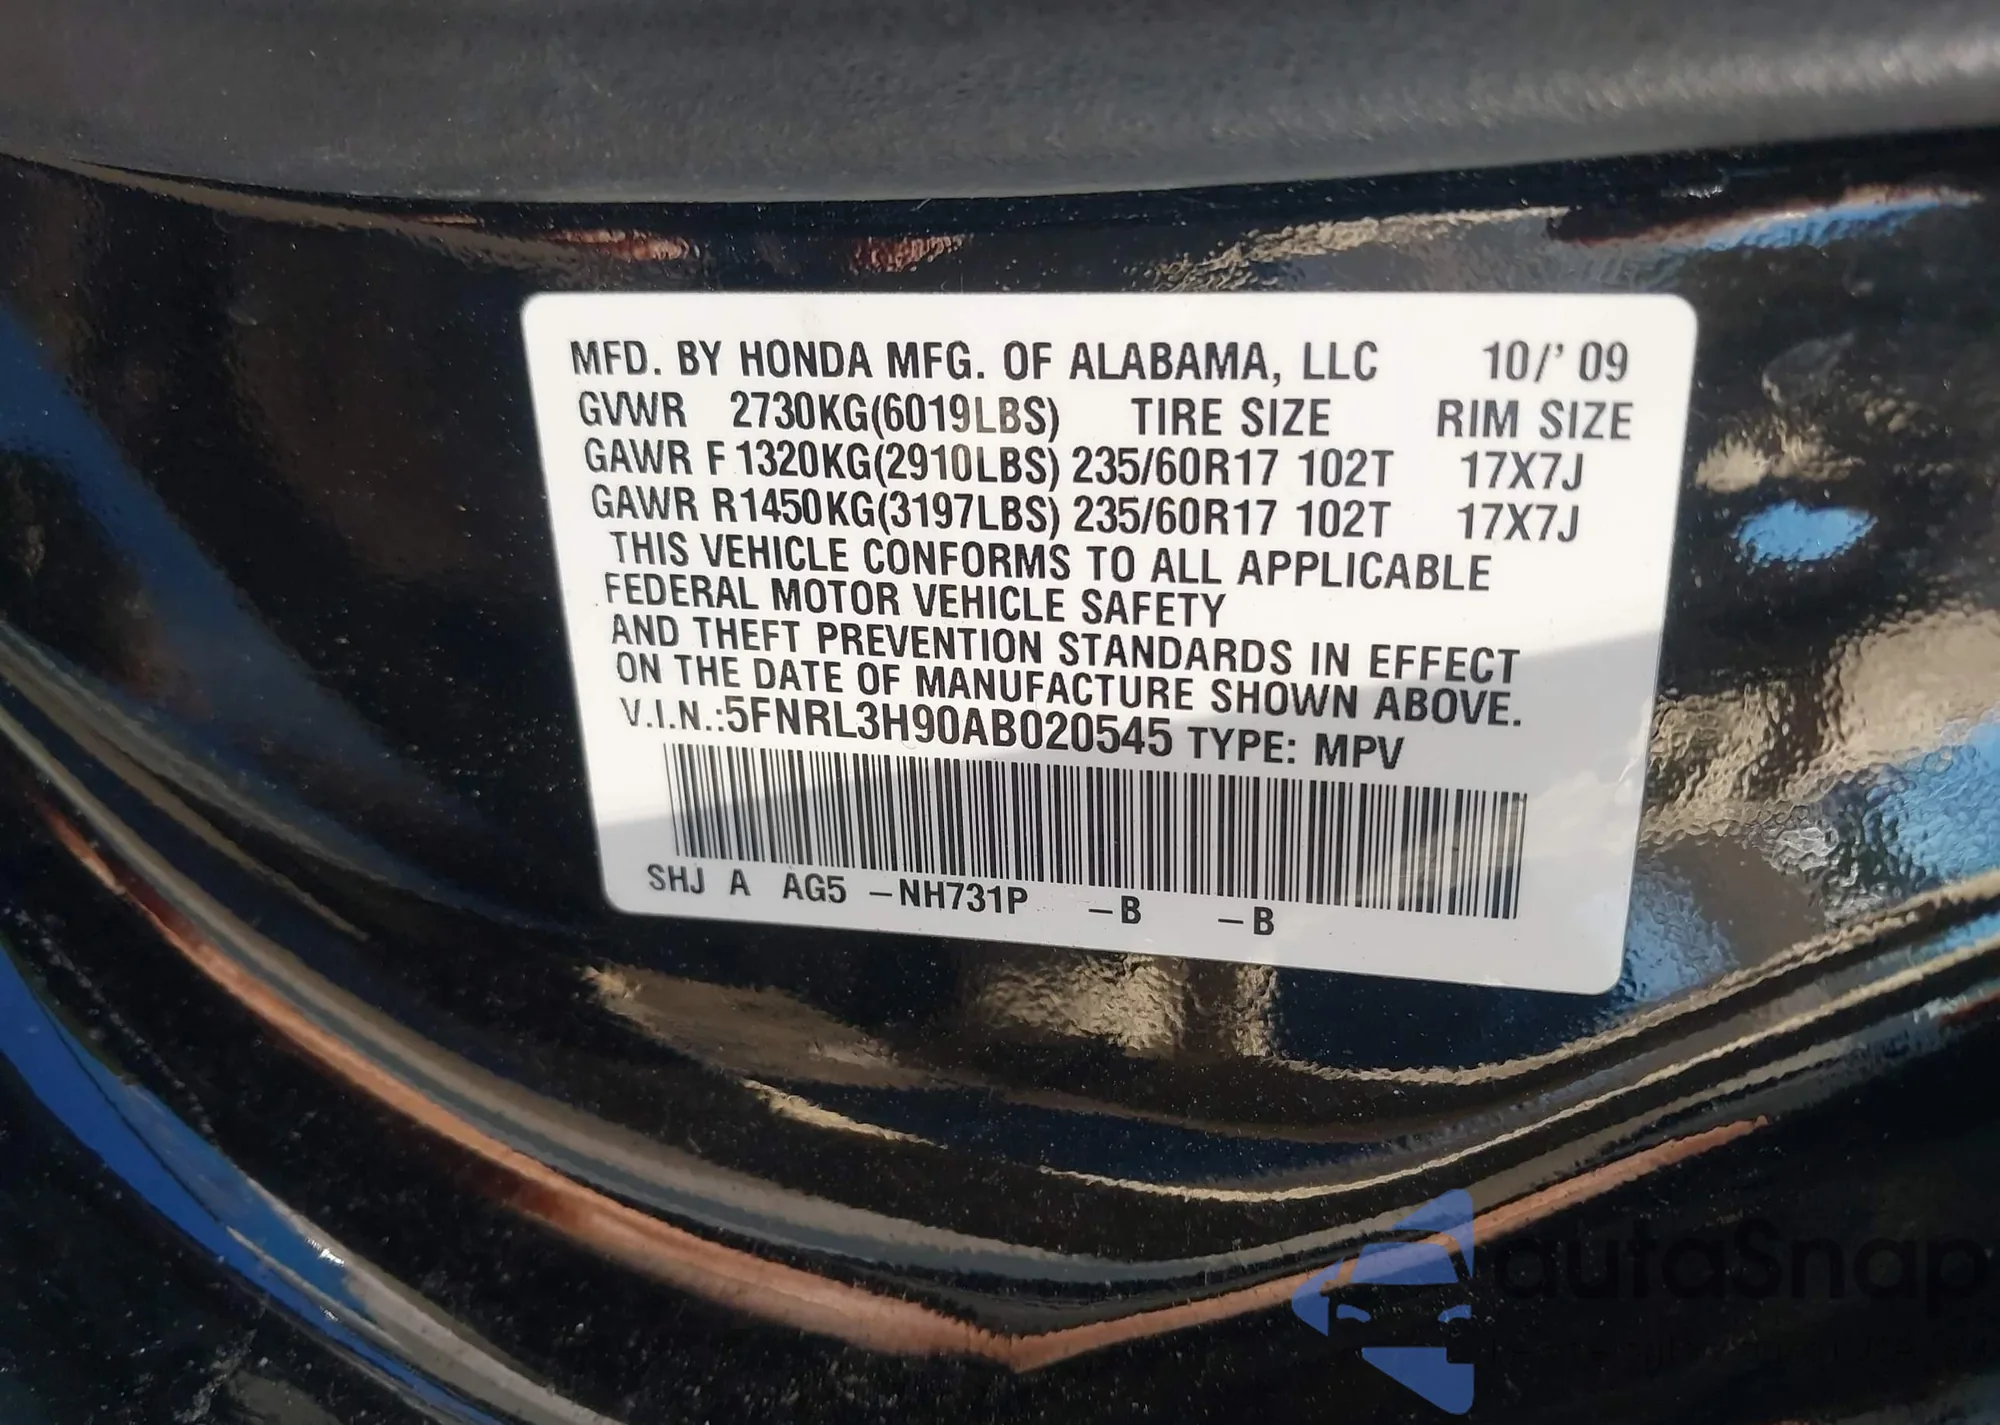 MFD. BY HONDA MFG. OF ALABAMA, LLC 10/' 09
GVWR 2730KG(6019LBS) TIRE SIZE RIM SIZE
GAWR F 1320KG(2910LBS) 235/60R17 102T 17X7J
GAWR R1450KG(3197LBS) 235/60R17 102T 17X7J
THIS VEHICLE CONFORMS TO ALL APPLICABLE
FEDERAL MOTOR VEHICLE SAFETY
AND THEFT PREVENTION STANDARDS IN EFFECT
ON THE DATE OF MANUFACTURE SHOWN ABOVE.
V.I.N.:5FNRL3H90AB020545 TYPE: MPV
SHJ A AG5 -NH731P -B -B
autaSnap